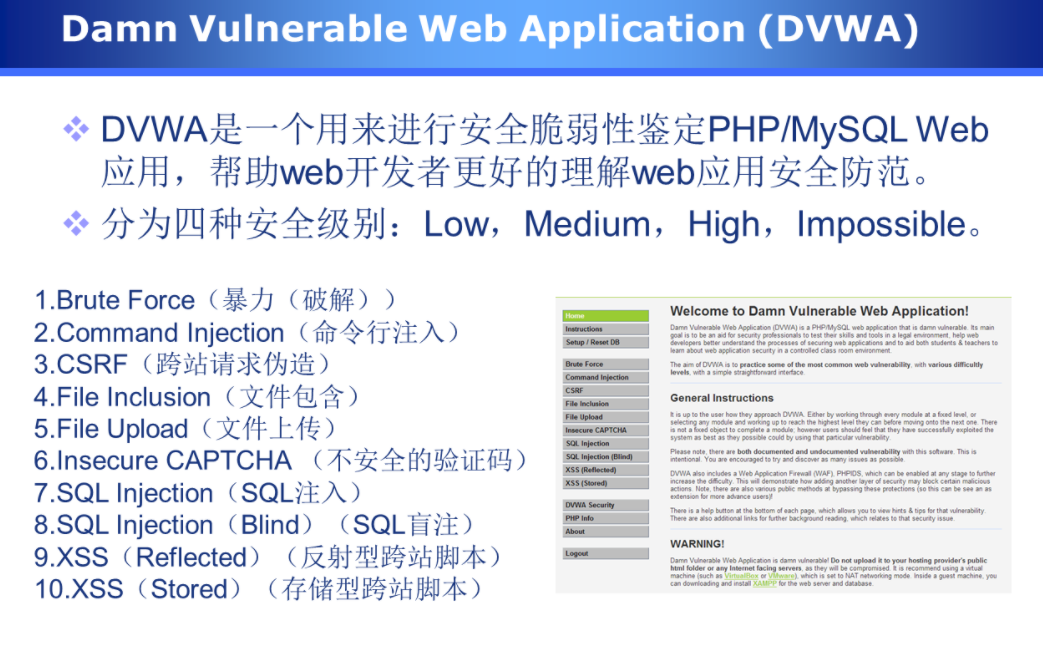 Damn Vulnerable Web Application (DVWA)
DVWA是一个用来进行安全脆弱性鉴定PHP/MySQL Web
应用，帮助web开发者更好的理解web应用安全防范。
分为四种安全级别：Low，Medium，High，Impossible。
1.Brute Force（暴力（破解））
2.Command Injection（命令行注入）
3.CSRF（跨站请求伪造）
4.File Inclusion（文件包含）
5.File Upload（文件上传）
6.Insecure CAPTCHA （不安全的验证码）
7.SQL Injection（SQL注入）
8.SQL Injection（Blind）（SQL盲注）
9.XSS（Reflected）（反射型跨站脚本）
10.XSS（Stored）（存储型跨站脚本）
Home
Instructions
Setup / Reset DB
Brute Force
Command Injection
CSRF
File Inclusion
File Upload
Insecure CAPTCHA
SQL Injection
SQL Injection (Blind)
XSS (Reflected)
XSS (Stored)
DVWA Security
PHP Info
About
Logout
Welcome to Damn Vulnerable Web Application!
Damn Vulnerable Web Application (DVWA) is a PHP/MySQL web application that is damn vulnerable. Its main
goal is to be an aid for security professionals to test their skills and tools in a legal environment, help web
developers better understand the processes of securing web applications and to aid both students & teachers to
learn about web application security in a controlled class room environment.
The aim of DVWA is to practice some of the most common web vulnerability, with various difficultly
levels, with a simple straightforward interface.
General Instructions
It is up to the user how they approach DVWA. Either by working through every module at a fixed level, or
selecting any module and working up to reach the highest level they can before moving onto the next one. There
is not a fixed object to complete a module; however users should feel that they have successfully exploited the
system as best as they possible could by using that particular vulnerability.
Please note, there are both documented and undocumented vulnerability with this software. This is
intentional. You are encouraged to try and discover as many issues as possible.
DVWA also includes a Web Application Firewall (WAF), PHPIDS, which can be enabled at any stage to further
increase the difficulty. This will demonstrate how adding another layer of security may block certain malicious
actions. Note, there are also various public methods at bypassing these protections (so this can be see an as
extension for more advance users)!
There is a help button at the bottom of each page, which allows you to view hints & tips for that vulnerability.
There are also additional links for further background reading, which relates to that security issue.
WARNING!
Damn Vulnerable Web Application is damn vulnerable! Do not upload it to your hosting provider's public
html folder or any Internet facing servers, as they will be compromised. It is recommend using a virtual
machine (such as VirtualBox or VMware), which is set to NAT networking mode. Inside a guest machine, you
can downloading and install XAMPP for the web server and database.